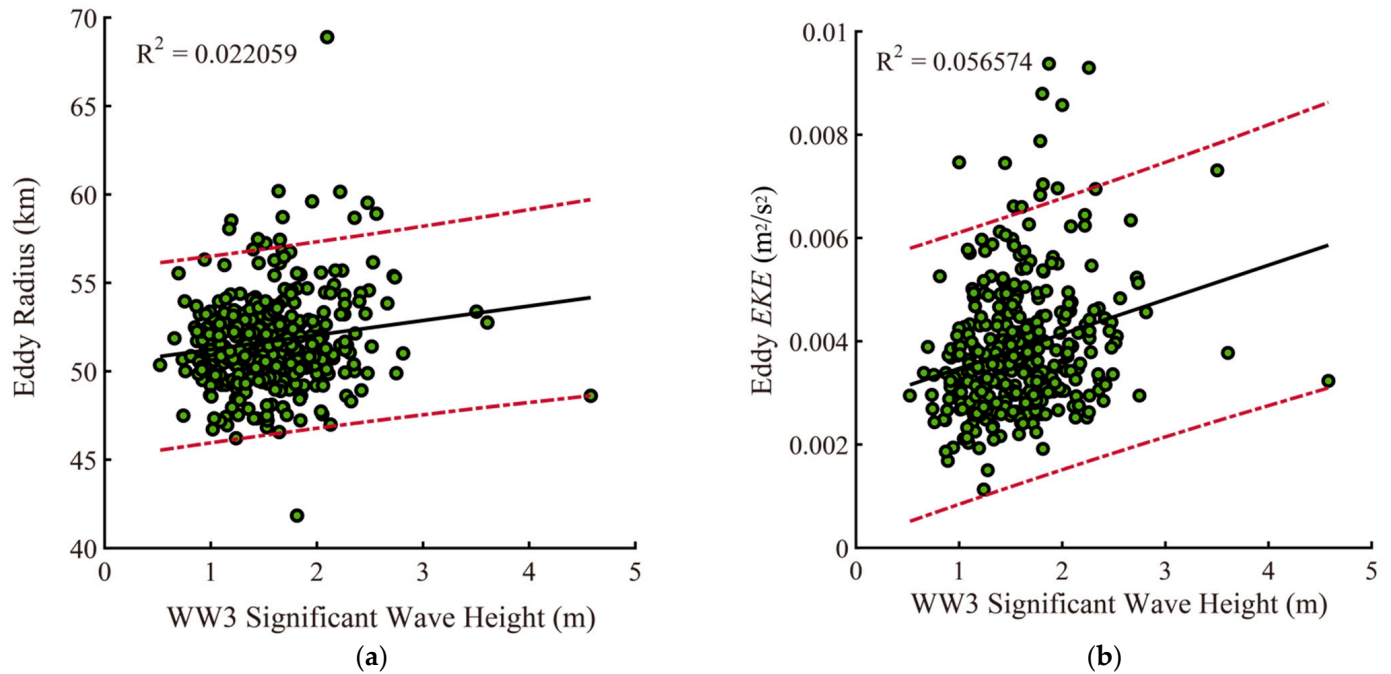 R² = 0.022059
70
65
60
55
50
45
40
Eddy Radius (km)
0 1 2 3 4 5
WW3 Significant Wave Height (m)
(a)
R² = 0.056574
0.01
0.008
0.006
0.004
0.002
0
Eddy EKE (m²/s²)
0 1 2 3 4 5
WW3 Significant Wave Height (m)
(b)